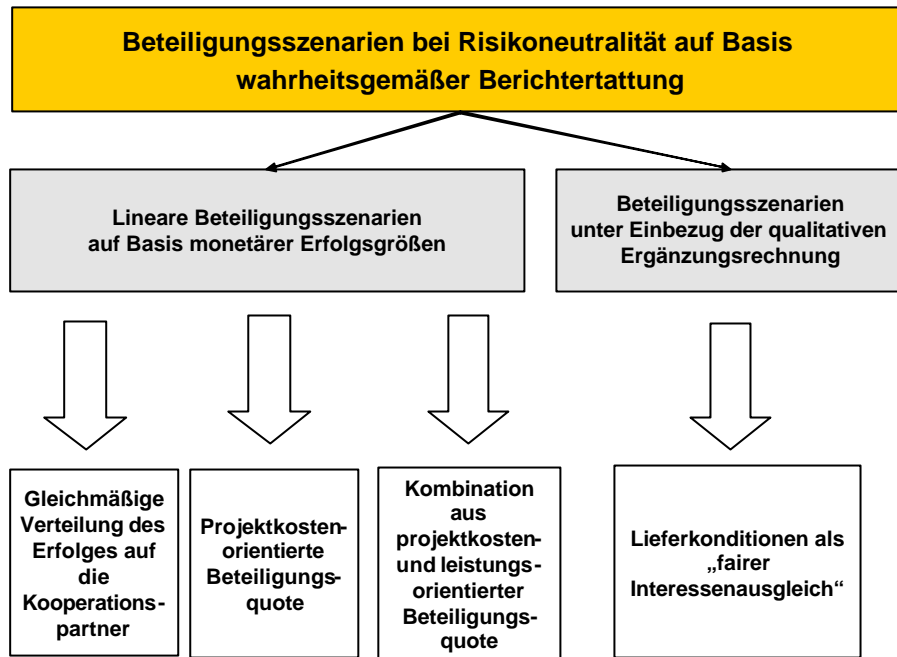 Beteiligungsszenarien bei Risikoneutralität auf Basis
wahrheitsgemäßer Berichtertattung
Lineare Beteiligungsszenarien
auf Basis monetärer Erfolgsgrößen
Beteiligungsszenarien
unter Einbezug der qualitativen
Ergänzungsrechnung
Gleichmäßige
Verteilung des
Erfolges auf
die
Kooperations-
partner
Projektkosten-
orientierte
Beteiligungs-
quote
Kombination
aus
projektkosten-
und leistungs-
orientierter
Beteiligungs-
quote
Lieferkonditionen als
„fairer
Interessenausgleich“